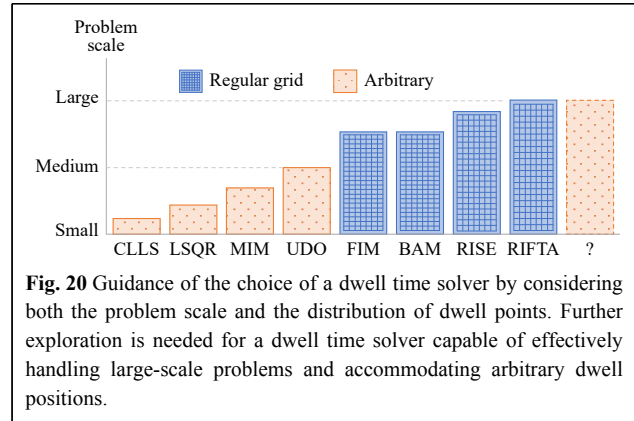 Problem
scale
Regular grid Arbitrary
Large
Medium
Small
CLLS LSQR MIM UDO FIM BAM RISE RIFTA ?
Fig. 20 Guidance of the choice of a dwell time solver by considering
both the problem scale and the distribution of dwell points. Further
exploration is needed for a dwell time solver capable of effectively
handling large-scale problems and accommodating arbitrary dwell
positions.